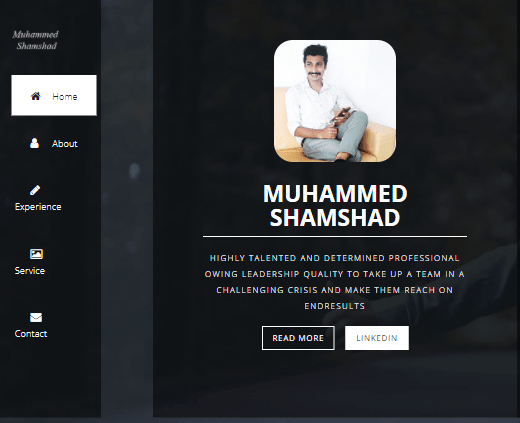 Muhammed
Shamshad
Home
About
Experience
Service
Contact
MUHAMMED
SHAMSHAD
HIGHLY TALENTED AND DETERMINED PROFESSIONAL
OWING LEADERSHIP QUALITY TO TAKE UP A TEAM IN A
CHALLENGING CRISIS AND MAKE THEM REACH ON
ENDRESULTS
READ MORE
LINKEDIN